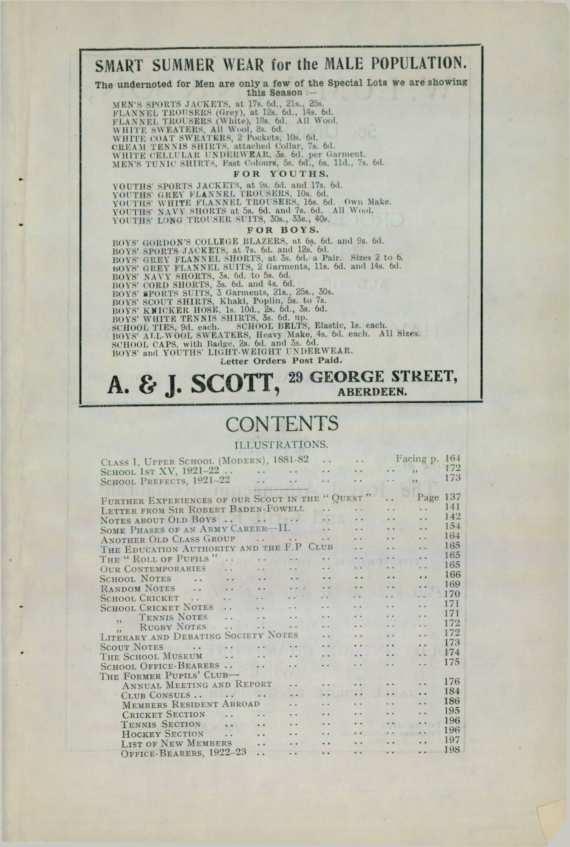 SMART SUMMER WEAR for the MALE POPULATION.
The undernoted for Men are only a few of the Special Lots we are showing
this Season :—
MEN'S SPORTS JACKETS, at 17s. 6d., 21s., 25s.
FLANNEL TROUSERS (Grey), at 12s. 6d., 14s. 6d.
FLANNEL TROUSERS (White), 18s. 6d. All Wool.
WHITE SWEATERS, All Wool, 8s. 6d.
WHITE COAT SWEATERS, 2 Pockets, 10s. 6d.
CREAM TENNIS SHIRTS, attached Collar, 7s. 6d.
WHITE CELLULAR UNDERWEAR, 3s. 6d. per Garment.
MEN'S TUNIC SHIRTS, Fast Colours, 5s. 6d., 6s. 11d., 7s. 6d.
FOR YOUTHS.
YOUTHS' SPORTS JACKETS, at 9s. 6d. and 17s. 6d.
YOUTHS' GREY FLANNEL TROUSERS, 10s. 6d.
YOUTHS' WHITE FLANNEL TROUSERS, 16s. 6d. Own Make.
YOUTHS' NAVY SHORTS at 5s. 6d. and 7s. 6d. All Wool.
YOUTHS' LONG TROUSER SUITS, 30s., 35s., 40s.
FOR BOYS.
BOYS' GORDON'S COLLEGE BLAZERS, at 6s. 6d. and 9s. 6d.
BOYS' SPORTS JACKETS, at 7s. 6d. and 12s. 6d.
BOYS' GREY FLANNEL SHORTS, at 3s. 6d. a Pair. Sizes 2 to 6.
BOYS' GREY FLANNEL SUITS, 2 Garments, 11s. 6d. and 14s. 6d.
BOYS' NAVY SHORTS, 3s. 6d. to 5s. 6d.
BOYS' CORD SHORTS, 3s. 6d. and 4s. 6d.
BOYS' SPORTS SUITS, 3 Garments, 21s., 25s., 30s.
BOYS' SCOUT SHIRTS, Khaki, Poplin, 5s. to 7s.
BOYS' KNICKER HOSE, 1s. 10d., 2s. 6d., 3s. 6d.
BOYS' WHITE TENNIS SHIRTS, 3s. 6d. up.
SCHOOL TIES, 9d. each. SCHOOL BELTS, Elastic, 1s. each.
BOYS' ALL-WOOL SWEATERS, Heavy Make, 4s. 6d. each. All Sizes.
SCHOOL CAPS, with Badge, 2s. 6d. and 3s. 6d.
BOYS' and YOUTHS' LIGHT-WEIGHT UNDERWEAR.
Letter Orders Post Paid.
A. & J. SCOTT, 29 GEORGE STREET,
ABERDEEN.
CONTENTS
ILLUSTRATIONS.
CLASS I, UPPER SCHOOL (MODERN), 1881-82 .. .. Facing p. 164
SCHOOL 1ST XV, 1921-22 .. .. .. .. .. „ 172
SCHOOL PREFECTS, 1921-22 .. .. .. .. „ 173
FURTHER EXPERIENCES OF OUR SCOUT IN THE "QUEST" .. Page 137
LETTER FROM SIR ROBERT BADEN-POWELL .. .. .. .. 141
NOTES ABOUT OLD BOYS .. .. .. .. .. .. .. 142
SOME PHASES OF AN ARMY CAREER—II. .. .. .. .. 154
ANOTHER OLD CLASS GROUP .. .. .. .. .. .. 164
THE EDUCATION AUTHORITY AND THE F.P CLUB .. .. .. 165
THE "ROLL OF PUPILS" .. .. .. .. .. .. .. 165
OUR CONTEMPORARIES .. .. .. .. .. .. 165
SCHOOL NOTES .. .. .. .. .. .. .. .. 166
RANDOM NOTES .. .. .. .. .. .. .. .. 169
SCHOOL CRICKET .. .. .. .. .. .. .. .. 170
SCHOOL CRICKET NOTES .. .. .. .. .. .. .. 171
„ TENNIS NOTES .. .. .. .. .. .. .. 171
„ RUGBY NOTES .. .. .. .. .. .. .. 172
LITERARY AND DEBATING SOCIETY NOTES .. .. .. .. 172
SCOUT NOTES .. .. .. .. .. .. .. .. 173
THE SCHOOL MUSEUM .. .. .. .. .. .. .. 174
SCHOOL OFFICE-BEARERS .. .. .. .. .. .. .. 175
THE FORMER PUPILS' CLUB—
ANNUAL MEETING AND REPORT .. .. .. .. .. 176
CLUB CONSULS .. .. .. .. .. .. .. .. 184
MEMBERS RESIDENT ABROAD .. .. .. .. .. 186
CRICKET SECTION .. .. .. .. .. .. .. 195
TENNIS SECTION .. .. .. .. .. .. .. 196
HOCKEY SECTION .. .. .. .. .. .. .. 196
LIST OF NEW MEMBERS .. .. .. .. .. .. 197
OFFICE-BEARERS, 1922-23 .. .. .. .. .. .. 198